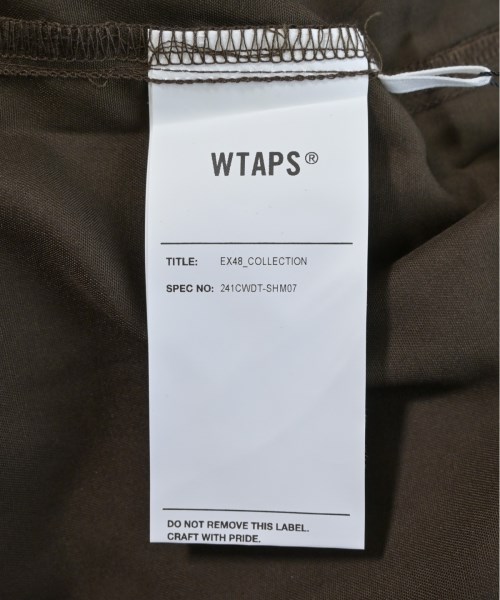 WTAPS®
TITLE: EX48_COLLECTION
SPEC NO: 241CWDT-SHM07
DO NOT REMOVE THIS LABEL.
CRAFT WITH PRIDE.